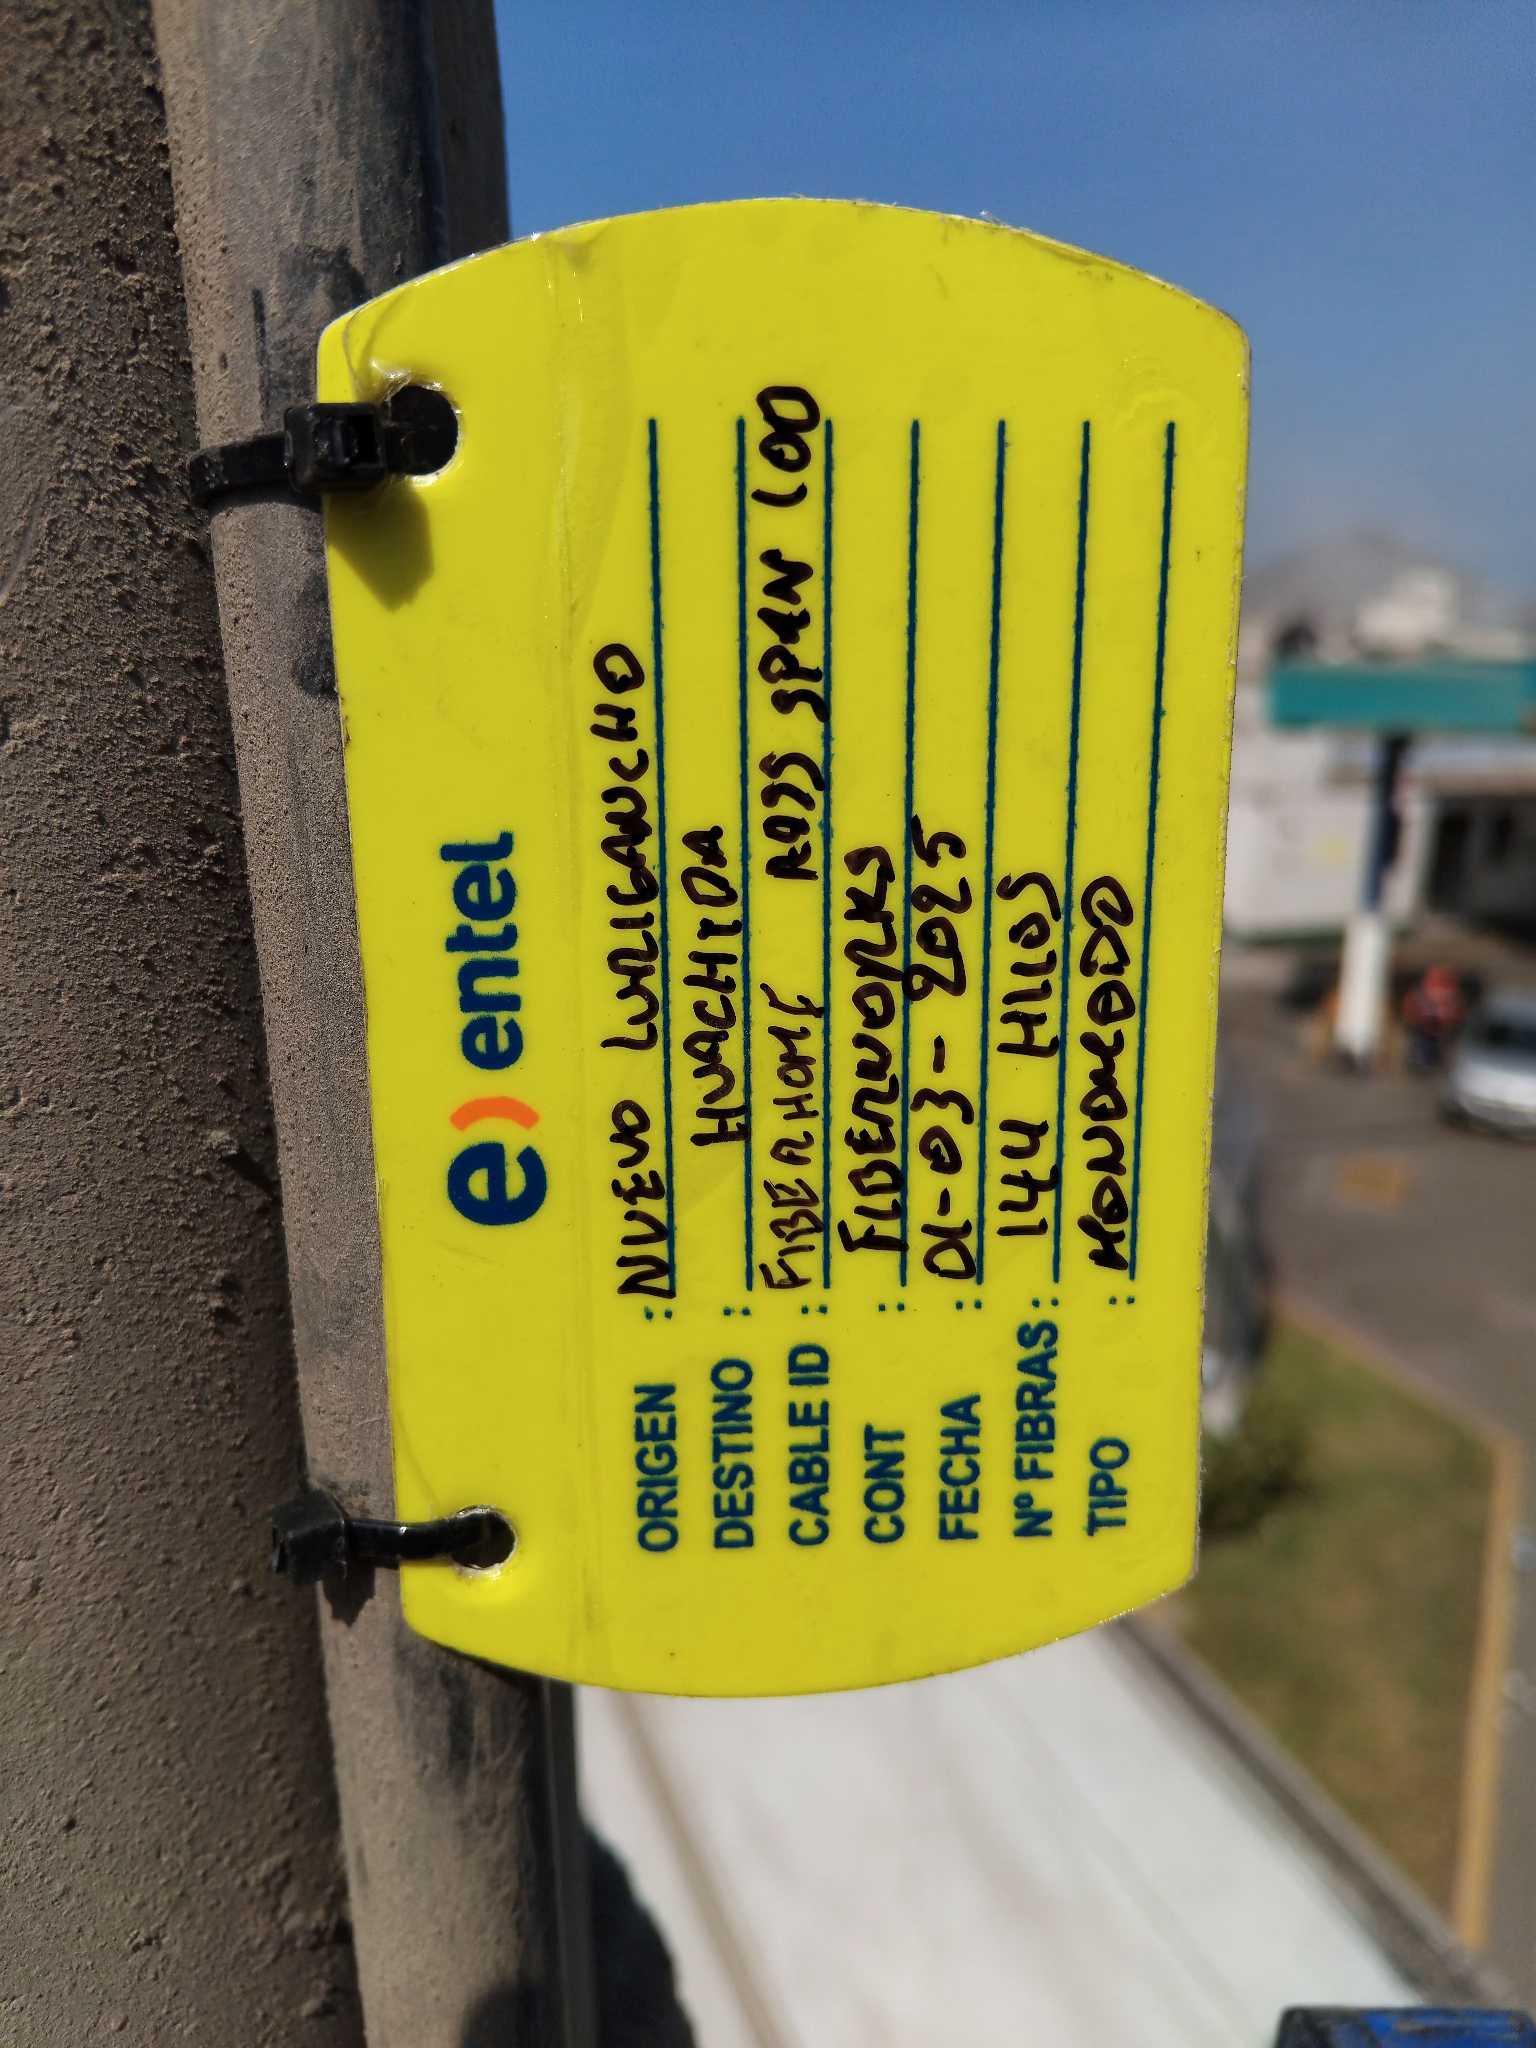 e) entel
ORIGEN : NUEVO LURIGANCHO
DESTINO : HUACHIPA
CABLE ID : FIBERHOME ADSS SPAN 100
CONT : FIBERWORKS
FECHA : 01-03-2025
Nº FIBRAS : 144 HILOS
TIPO : MONOMODO